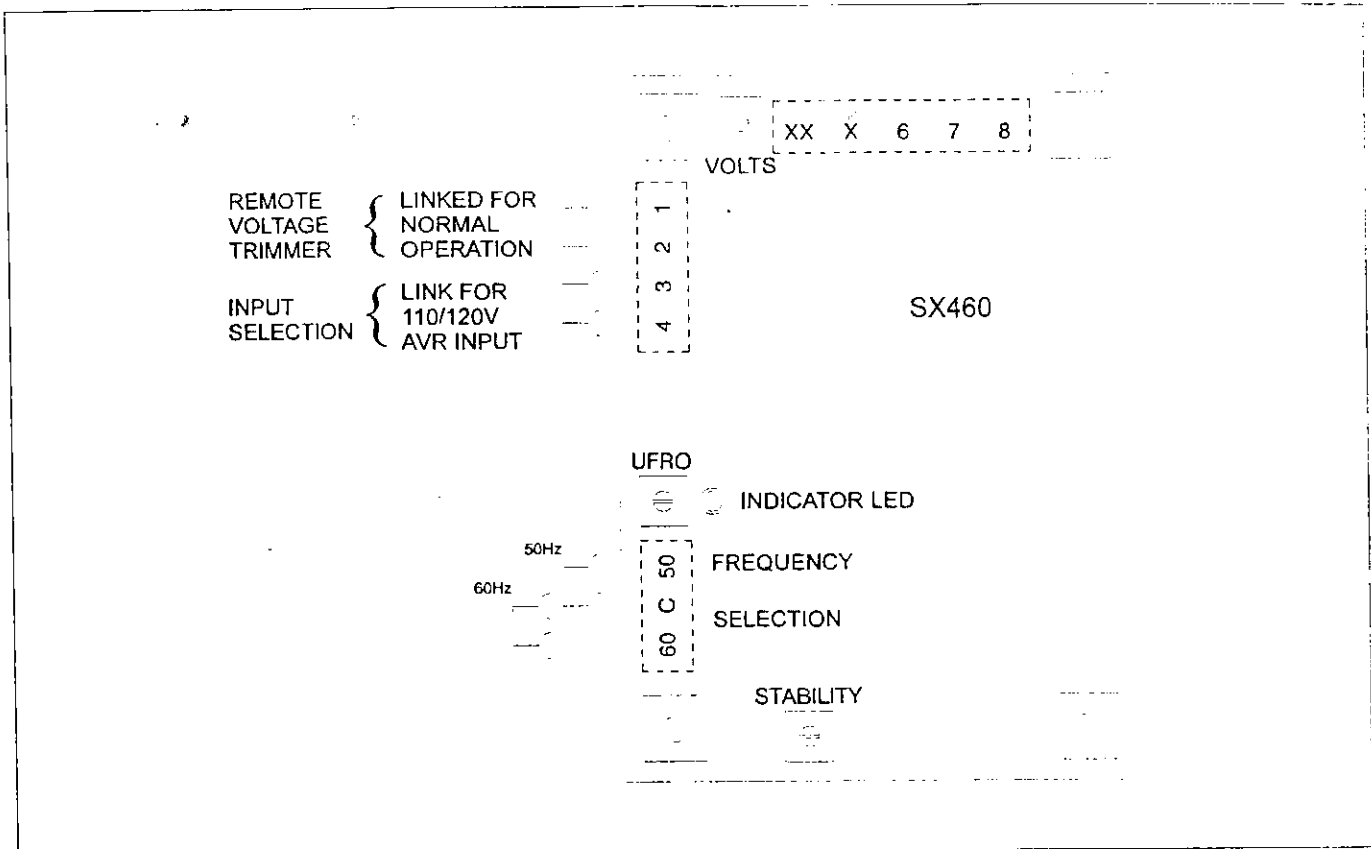 XX X 6 7 8
VOLTS
REMOTE VOLTAGE TRIMMER
LINKED FOR NORMAL OPERATION
INPUT SELECTION
LINK FOR 110/120V AVR INPUT
1
2
3
4
SX460
UFRO
INDICATOR LED
50Hz
60Hz
50
C
60
FREQUENCY
SELECTION
STABILITY